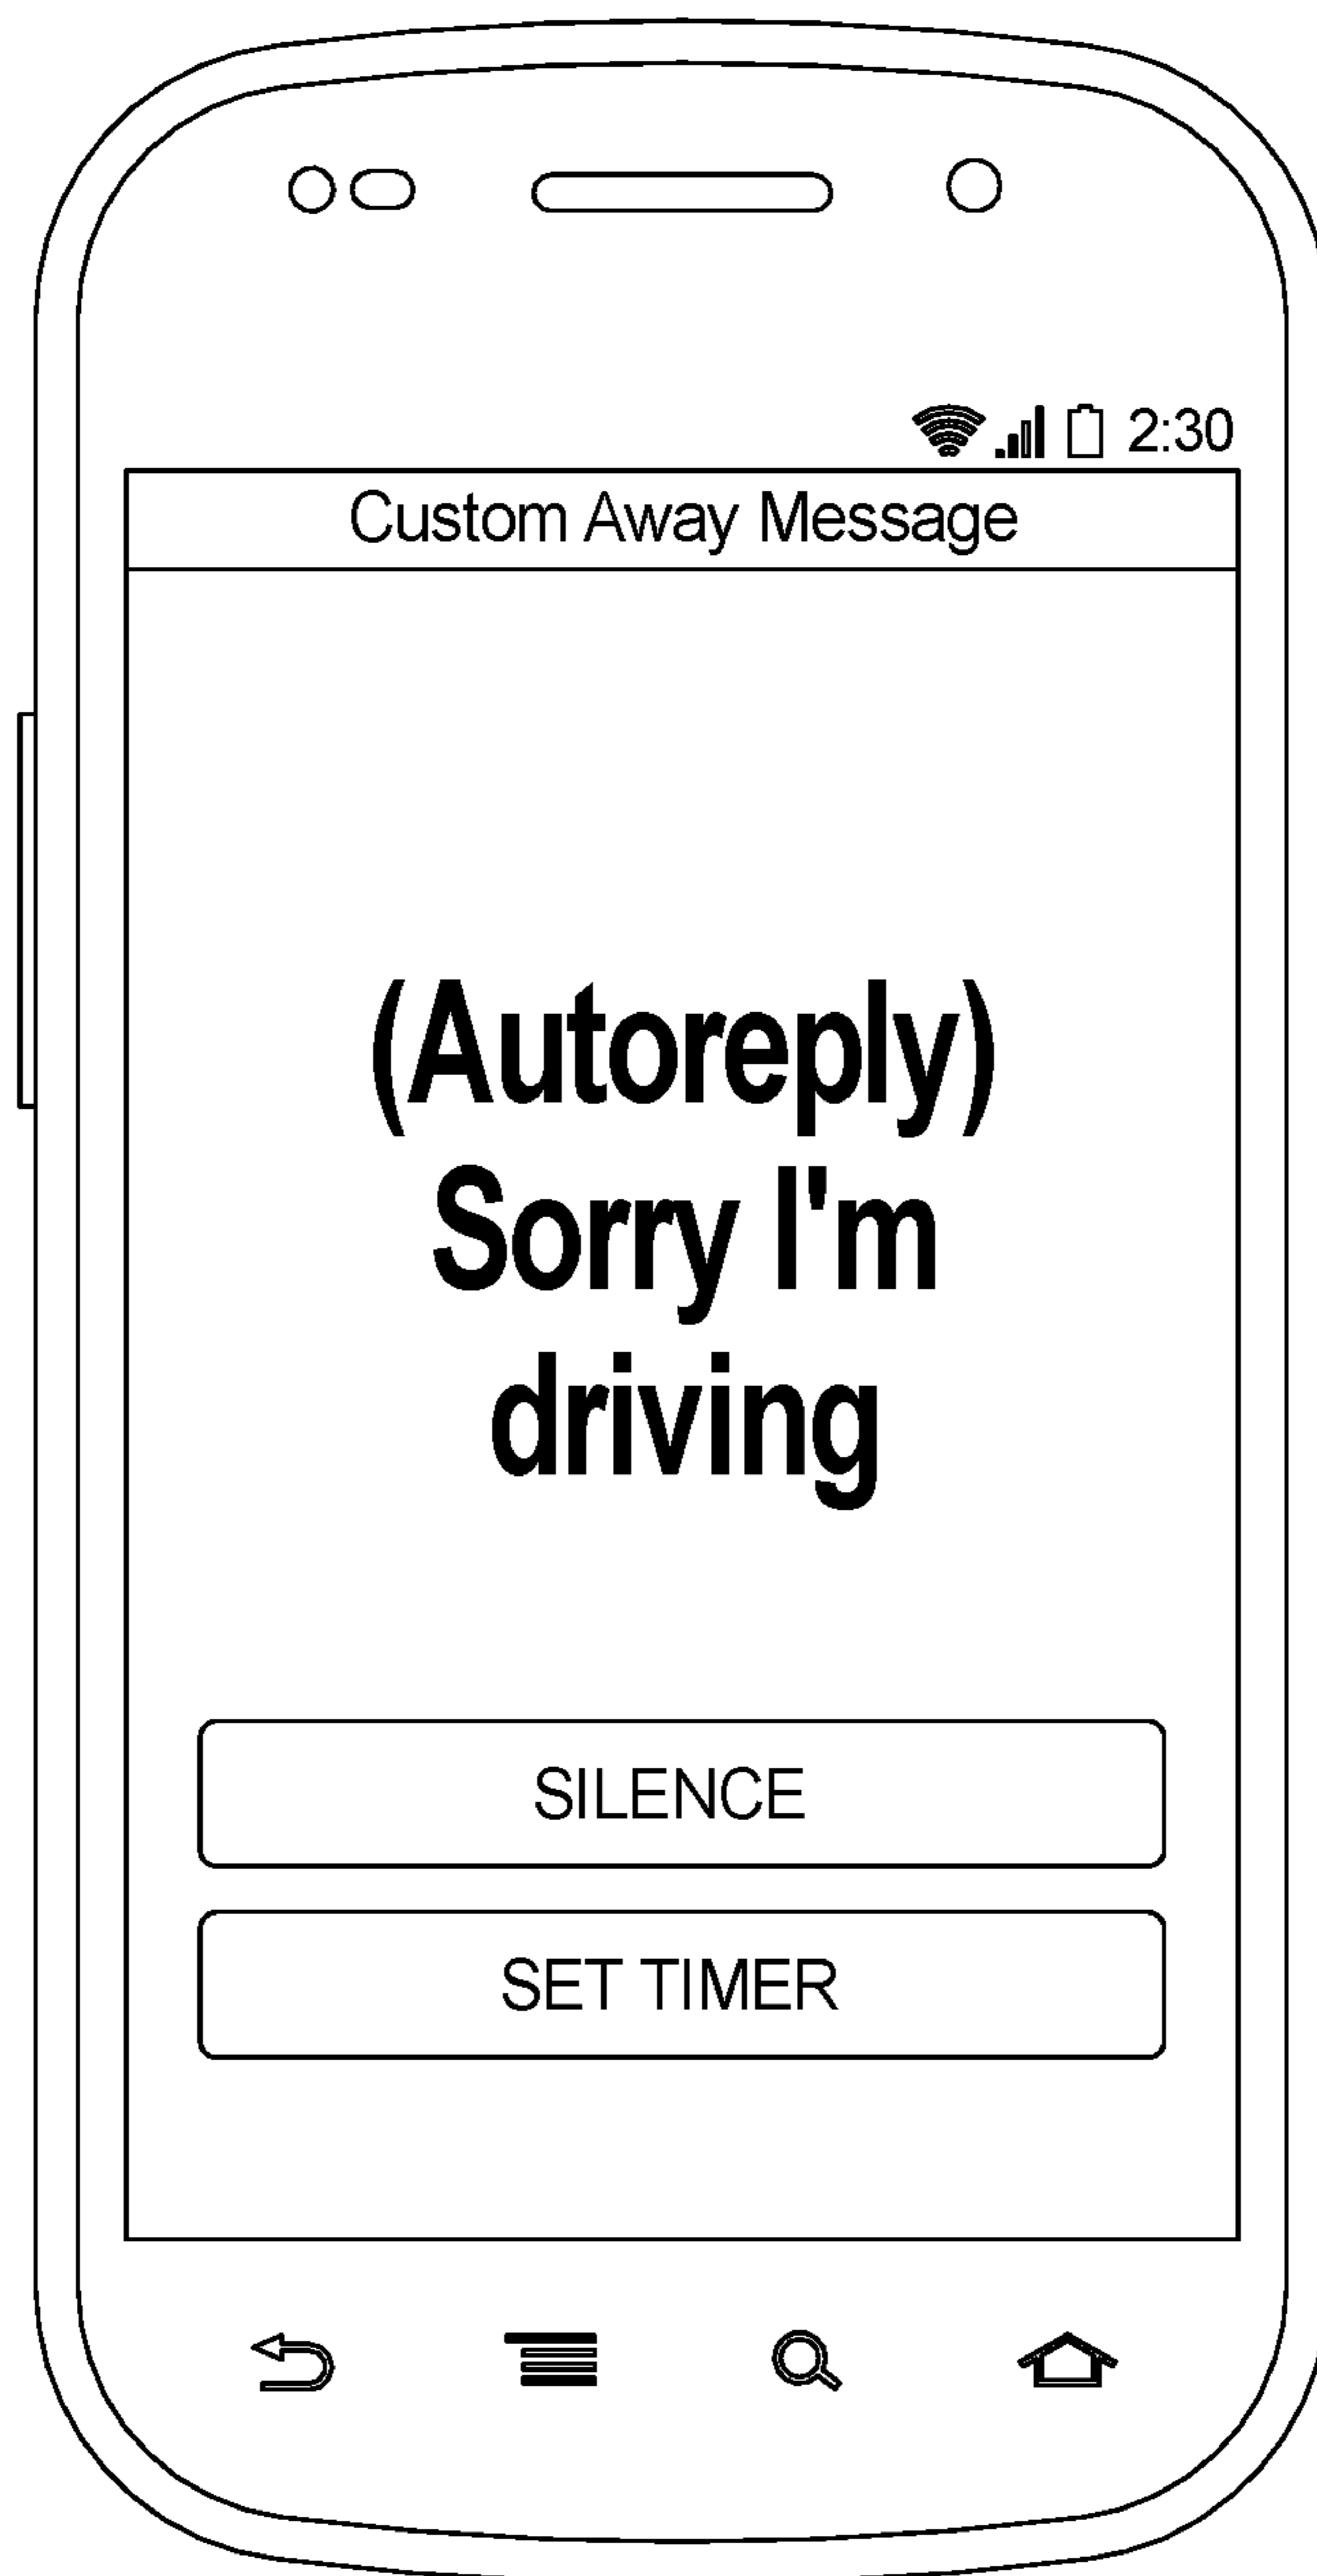 2:30
Custom Away Message
(Autoreply)
Sorry I'm
driving
SILENCE
SET TIMER